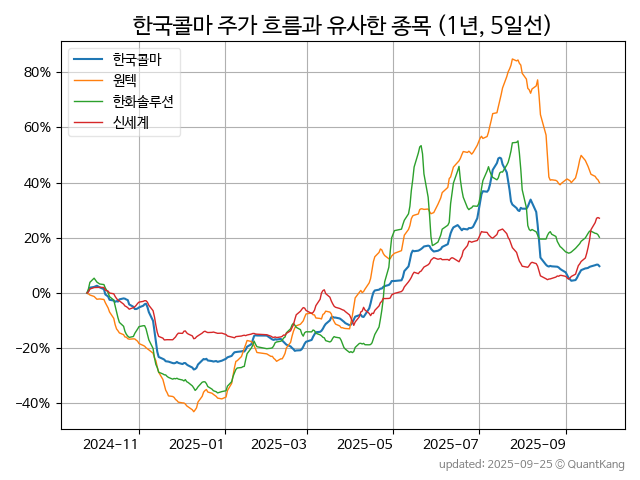 한국콜마 주가 흐름과 유사한 종목 (1년, 5일선)
한국콜마
원텍
한화솔루션
신세계
80%
60%
40%
20%
0%
−20%
−40%
2024-11
2025-01
2025-03
2025-05
2025-07
2025-09
updated: 2025-09-25 © QuantKang